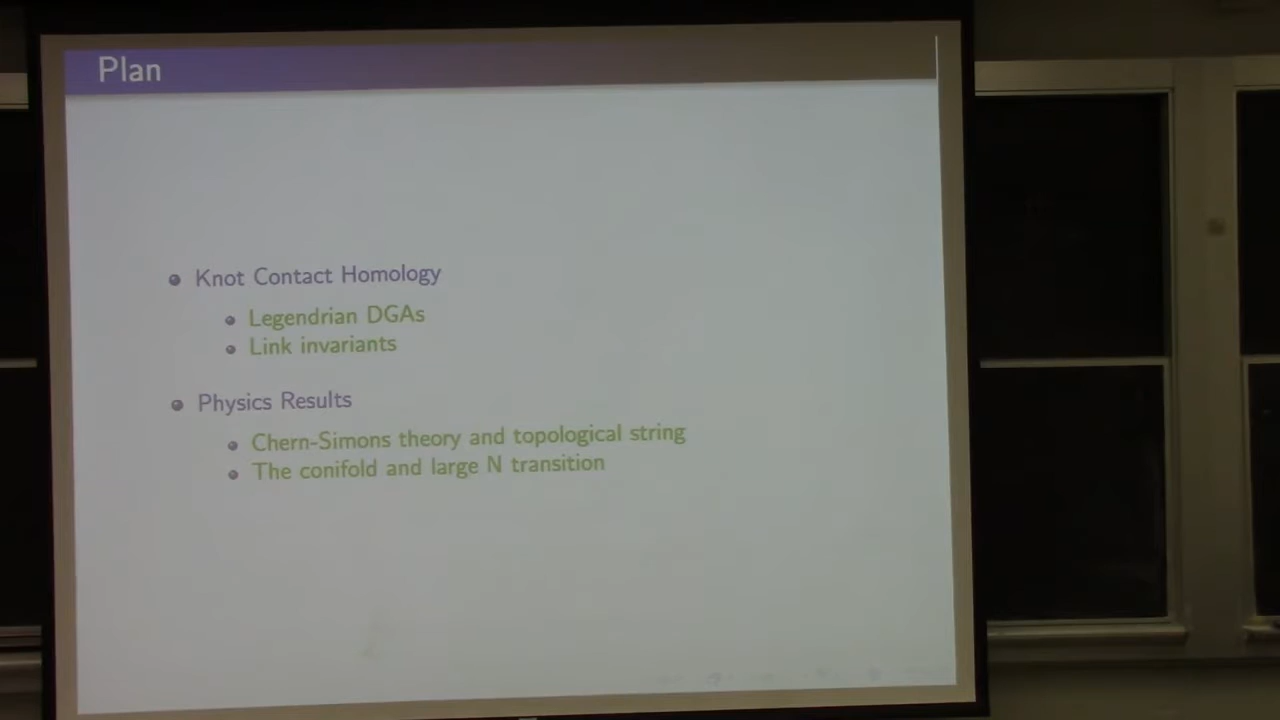 Plan
Knot Contact Homology
Legendrian DGAs
Link invariants
Physics Results
Chern-Simons theory and topological string
The conifold and large N transition